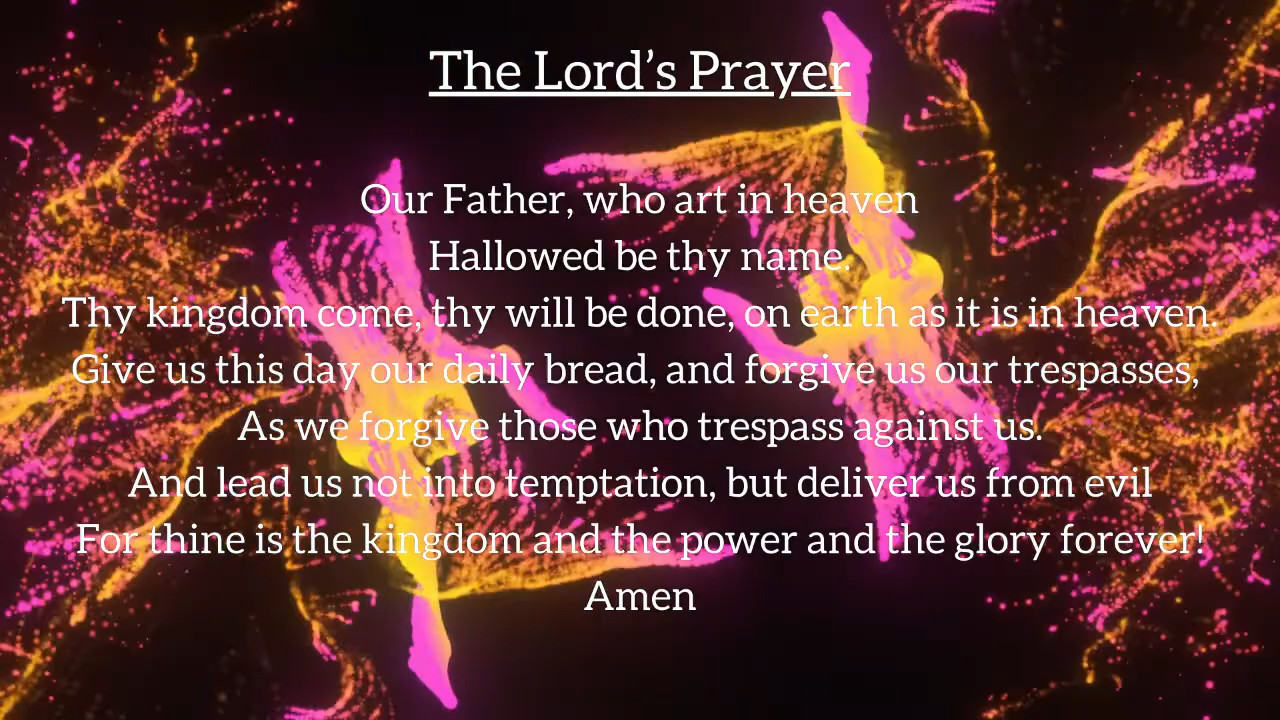 The Lord’s Prayer
Our Father, who art in heaven
Hallowed be thy name.
Thy kingdom come, thy will be done, on earth as it is in heaven.
Give us this day our daily bread, and forgive us our trespasses,
As we forgive those who trespass against us.
And lead us not into temptation, but deliver us from evil
For thine is the kingdom and the power and the glory forever!
Amen